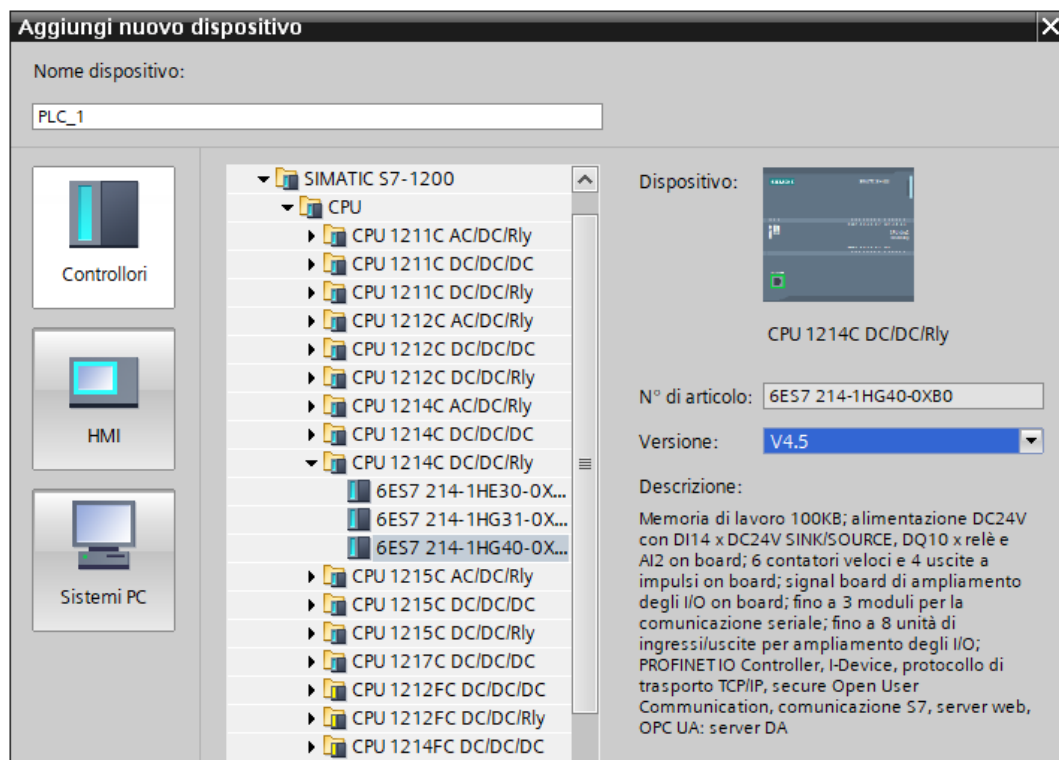 Aggiungi nuovo dispositivo
Nome dispositivo:
PLC_1
Controllori
HMI
Sistemi PC
SIMATIC S7-1200
CPU
CPU 1211C AC/DC/Rly
CPU 1211C DC/DC/DC
CPU 1211C DC/DC/Rly
CPU 1212C AC/DC/Rly
CPU 1212C DC/DC/DC
CPU 1212C DC/DC/Rly
CPU 1214C AC/DC/Rly
CPU 1214C DC/DC/DC
CPU 1214C DC/DC/Rly
6ES7 214-1HE30-0X...
6ES7 214-1HG31-0X...
6ES7 214-1HG40-0X...
CPU 1215C AC/DC/Rly
CPU 1215C DC/DC/DC
CPU 1215C DC/DC/Rly
CPU 1217C DC/DC/DC
CPU 1212FC DC/DC/DC
CPU 1212FC DC/DC/Rly
CPU 1214FC DC/DC/DC
Dispositivo:
SIEMENS
CPU 1214C DC/DC/Rly
N° di articolo: 6ES7 214-1HG40-0XB0
Versione: V4.5
Descrizione:
Memoria di lavoro 100KB; alimentazione DC24V
con DI14 x DC24V SINK/SOURCE, DQ10 x relè e
AI2 on board; 6 contatori veloci e 4 uscite a
impulsi on board; signal board di ampliamento
degli I/O on board; fino a 3 moduli per la
comunicazione seriale; fino a 8 unità di
ingressi/uscite per ampliamento degli I/O;
PROFINET IO Controller, I-Device, protocollo di
trasporto TCP/IP, secure Open User
Communication, comunicazione S7, server web,
OPC UA: server DA